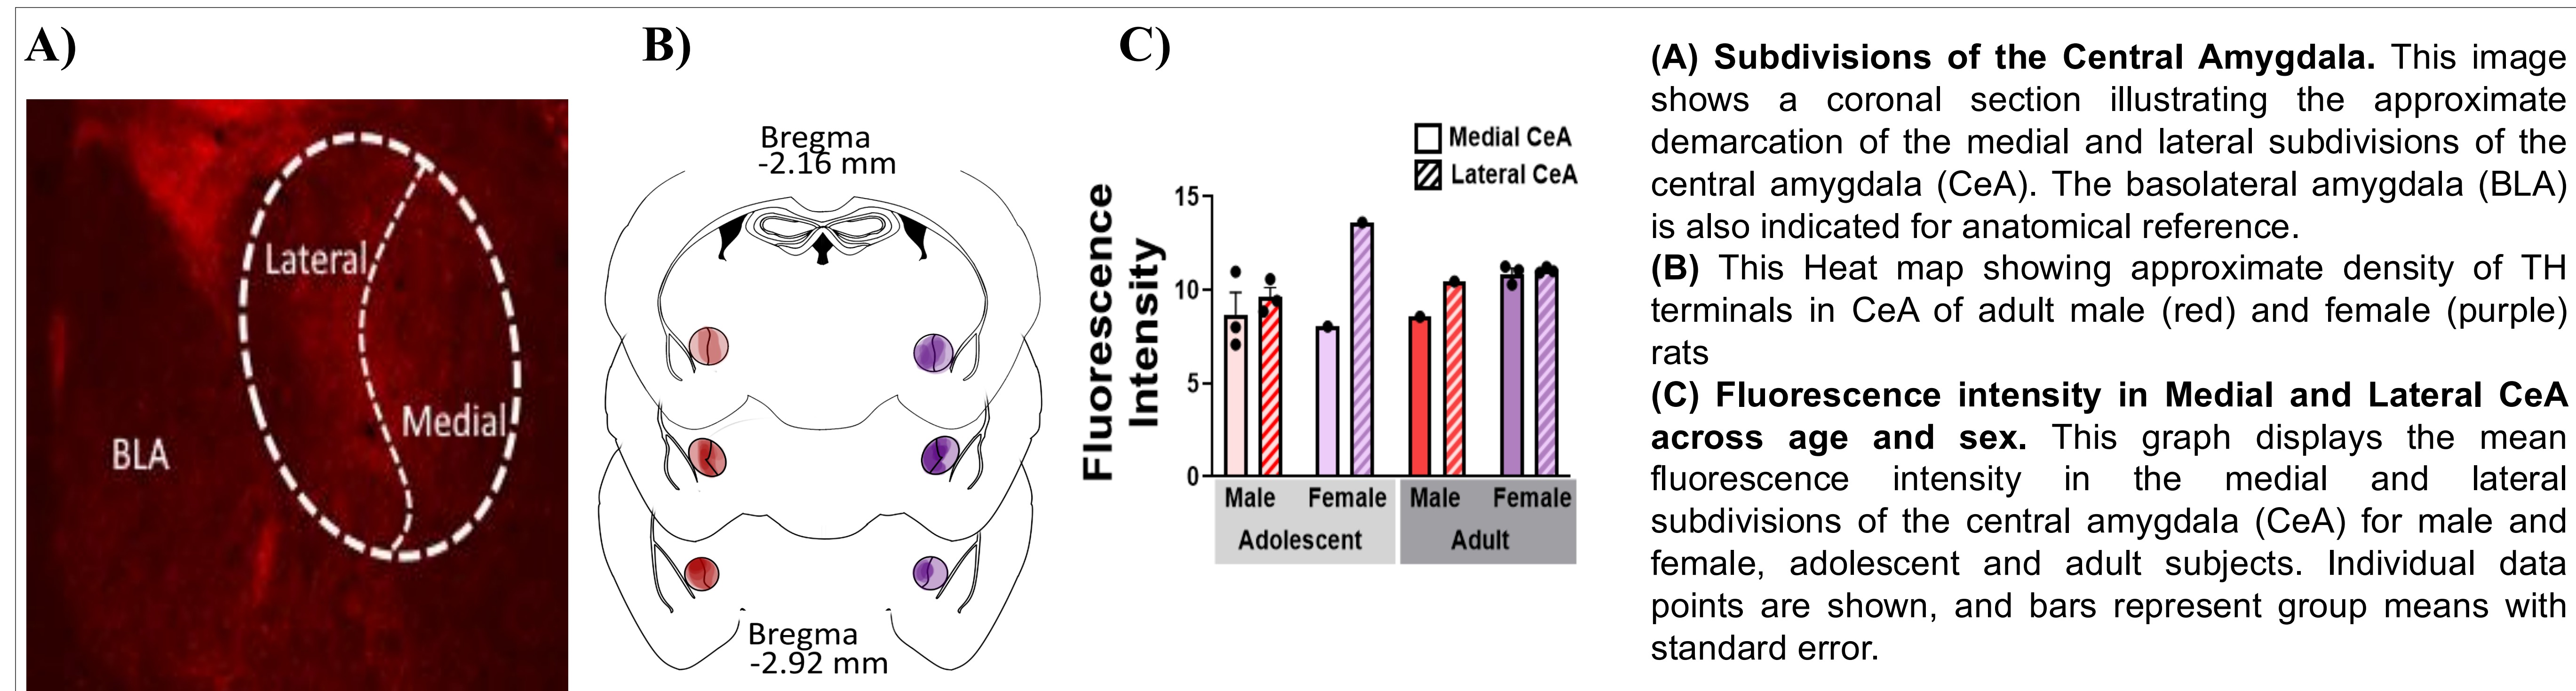 A)
Lateral
Medial
BLA
B)
Bregma
-2.16 mm
Bregma
-2.92 mm
C)
Medial CeA
Lateral CeA
Fluorescence
Intensity
15
10
5
0
Male Female Male Female
Adolescent Adult
(A) Subdivisions of the Central Amygdala. This image
shows a coronal section illustrating the approximate
demarcation of the medial and lateral subdivisions of the
central amygdala (CeA). The basolateral amygdala (BLA)
is also indicated for anatomical reference.
(B) This Heat map showing approximate density of TH
terminals in CeA of adult male (red) and female (purple)
rats
(C) Fluorescence intensity in Medial and Lateral CeA
across age and sex. This graph displays the mean
fluorescence intensity in the medial and lateral
subdivisions of the central amygdala (CeA) for male and
female, adolescent and adult subjects. Individual data
points are shown, and bars represent group means with
standard error.